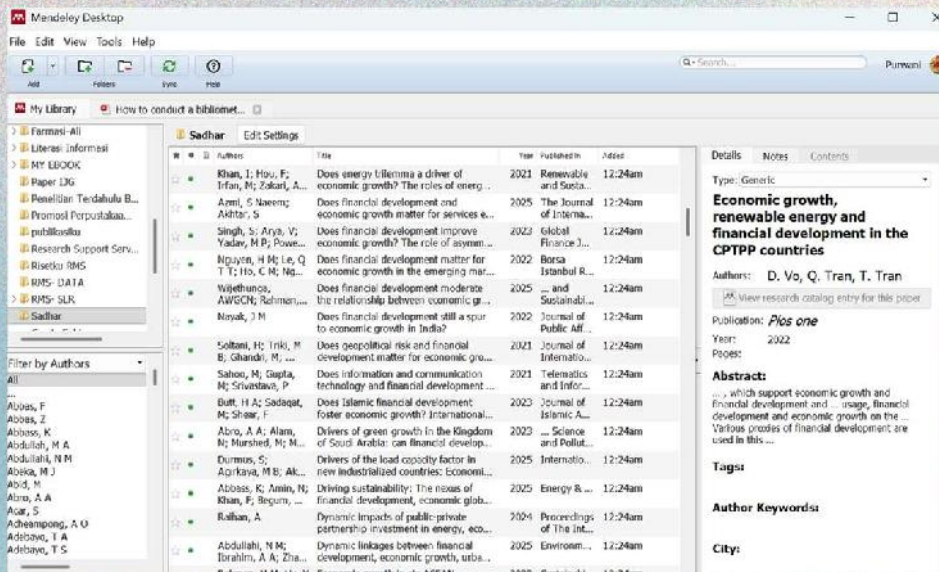 Mendeley Desktop
File Edit View Tools Help
Add Folders Sync Help
Search...
Purwani
My Library
How to conduct a bibliomet...
Farmasi-Ali
Literasi Informasi
MY EBOOK
Paper IJG
Penelitian Terdahulu B...
Promosi Perpustakaa...
publikasiku
Research Support Serv...
Risetku RMS
RMS- DATA
RMS- SLR
Sadhar
Filter by Authors
All
...
Abbas, F
Abbas, Z
Abbass, K
Abdullah, M A
Abdullahi, N M
Abeka, M J
Abid, M
Abro, A A
Acar, S
Acheampong, A O
Adebayo, T A
Adebayo, T S
Sadhar Edit Settings
Authors Title Year Published In Added
Khan, I; Hou, F; Does energy trilemma a driver of 2021 Renewable 12:24am
Irfan, M; Zakari, A... economic growth? The roles of energ... and Susta...
Azmi, S Naeem; Does financial development and 2025 The Journal 12:24am
Akhtar, S economic growth matter for services e... of Interna...
Singh, S; Arya, V; Does financial development improve 2023 Global 12:24am
Yadav, M P; Powe... economic growth? The role of asymm... Finance J...
Nguyen, H M; Le, Q Does financial development matter for 2022 Borsa 12:24am
T T; Ho, C M; Ng... economic growth in the emerging mar... Istanbul R...
Wijethunga, Does financial development moderate 2025 ... and 12:24am
AWGCN; Rahman,... the relationship between economic gr... Sustainabi...
Nayak, J M Does financial development still a spur 2022 Journal of 12:24am
to economic growth in India? Public Aff...
Soltani, H; Triki, M Does geopolitical risk and financial 2021 Journal of 12:24am
B; Ghandri, M; ... development matter for economic gro... Internatio...
Sahoo, M; Gupta, Does information and communication 2021 Telematics 12:24am
M; Srivastava, P technology and financial development ... and Infor...
Butt, H A; Sadaqat, Does Islamic financial development 2023 Journal of 12:24am
M; Shear, F foster economic growth? International... Islamic A...
Abro, A A; Alam, Drivers of green growth in the Kingdom 2023 ... Science 12:24am
N; Murshed, M; M... of Saudi Arabia: can financial develop... and Pollut...
Durmus, S; Drivers of the load capacity factor in 2025 Internatio... 12:24am
Agirkaya, M B; Ak... new industrialized countries: Economi...
Abbass, K; Amin, N; Driving sustainability: The nexus of 2025 Energy & ... 12:24am
Khan, F; Begum, ... financial development, economic glob...
Raihan, A Dynamic impacts of public-private 2024 Proceedings 12:24am
partnership investment in energy, eco... of The Int...
Abdullahi, N M; Dynamic linkages between financial 2025 Environm... 12:24am
Ibrahim, A A; Zha... development, economic growth, urba...
Details Notes Contents
Type: Generic
Economic growth,
renewable energy and
financial development in the
CPTPP countries
Authors: D. Vo, Q. Tran, T. Tran
View research catalog entry for this paper
Publication: Plos one
Year: 2022
Pages:
Abstract:
... , which support economic growth and
financial development and ... usage, financial
development and economic growth on the ...
Various proxies of financial development are
used in this ...
Tags:
Author Keywords:
City: